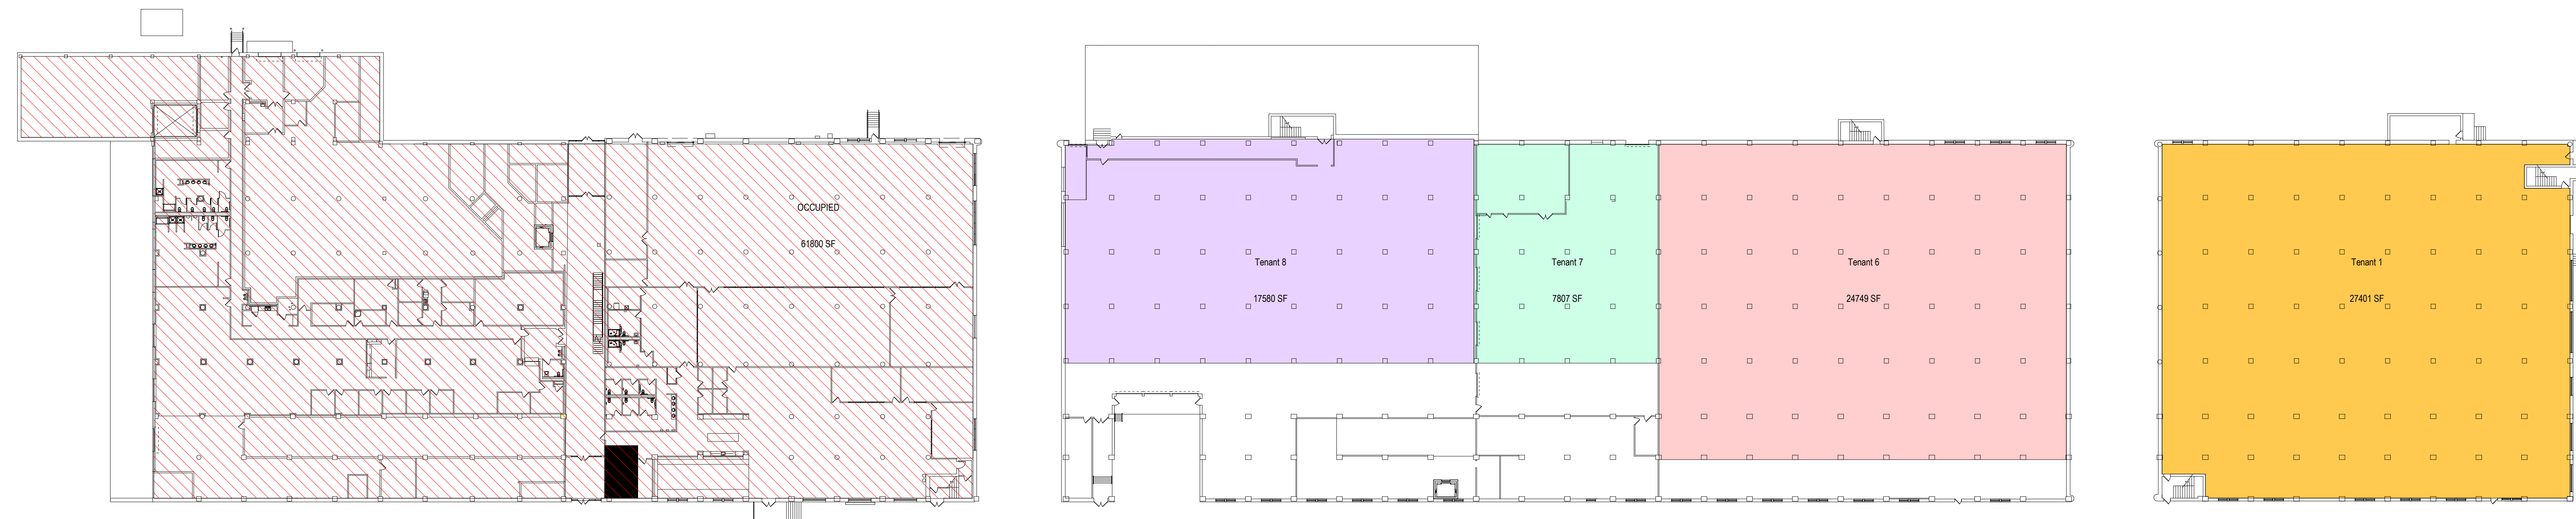 OCCUPIED
61800 SF
Tenant 8
17580 SF
Tenant 7
7807 SF
Tenant 6
24749 SF
Tenant 1
27401 SF